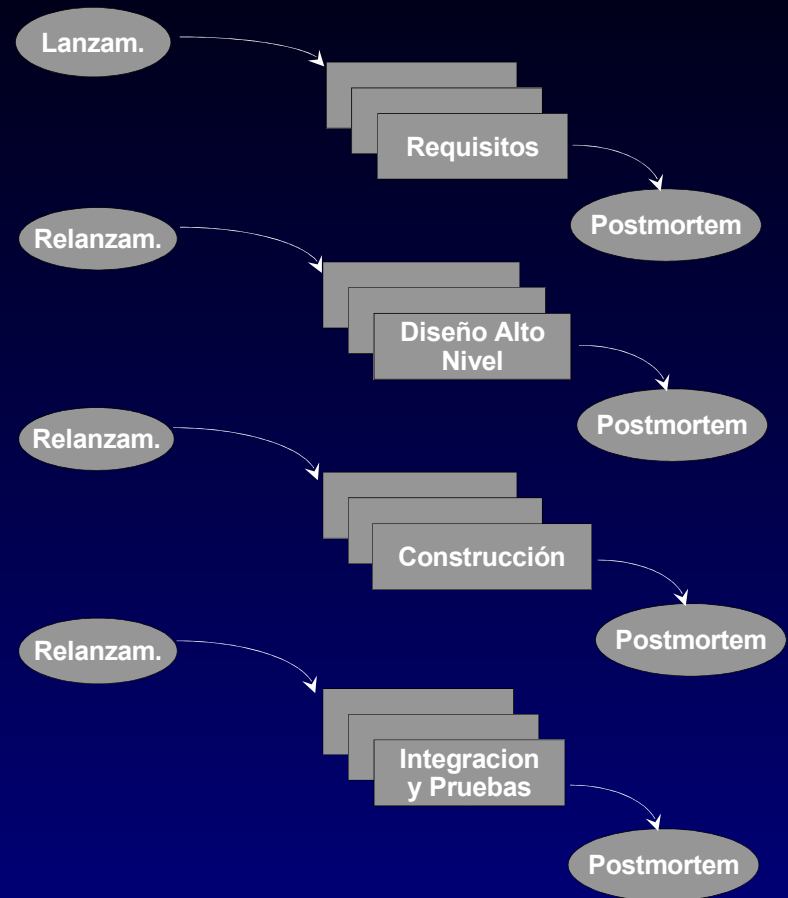 Lanzam.
Requisitos
Postmortem
Relanzam.
Diseño Alto
Nivel
Postmortem
Relanzam.
Construcción
Postmortem
Relanzam.
Integracion
y Pruebas
Postmortem